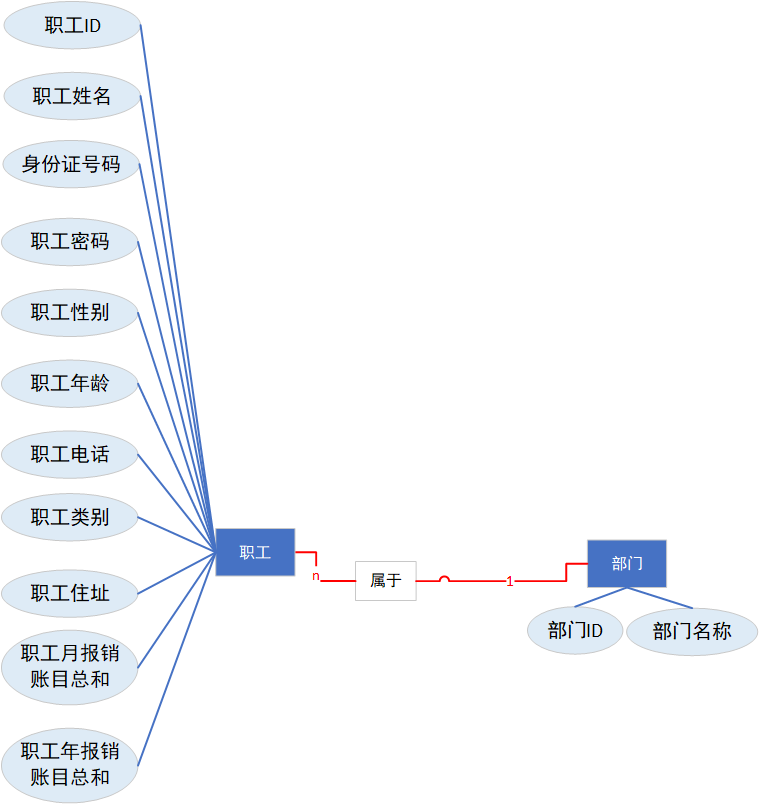 职工ID
职工姓名
身份证号码
职工密码
职工性别
职工年龄
职工电话
职工类别
职工住址
职工月报销
账目总和
职工年报销
账目总和
职工
n
属于
1
部门
部门ID
部门名称